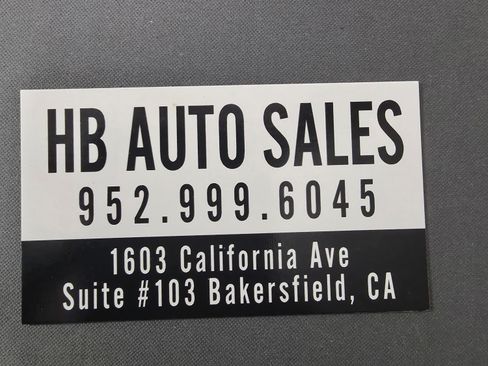 HB AUTO SALES
952.999.6045
1603 California Ave
Suite #103 Bakersfield, CA